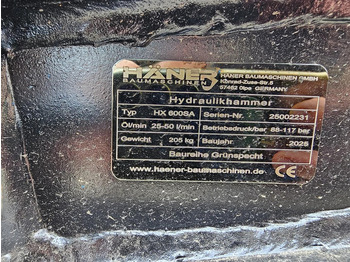 HÄNER
BAUMASCHINEN
HÄNER BAUMASCHINEN GMBH
Konrad-Zuse-Str.6
57462 Olpe GERMANY
Hydraulikhammer
Typ HX 600SA Serien-Nr. 25002231
Öl/min 25-50 l/min Betriebsdruck/bar 88-117 bar
Gewicht 205 kg Baujahr .2025
Baureihe Grünspecht
www.haener-baumaschinen.de CE